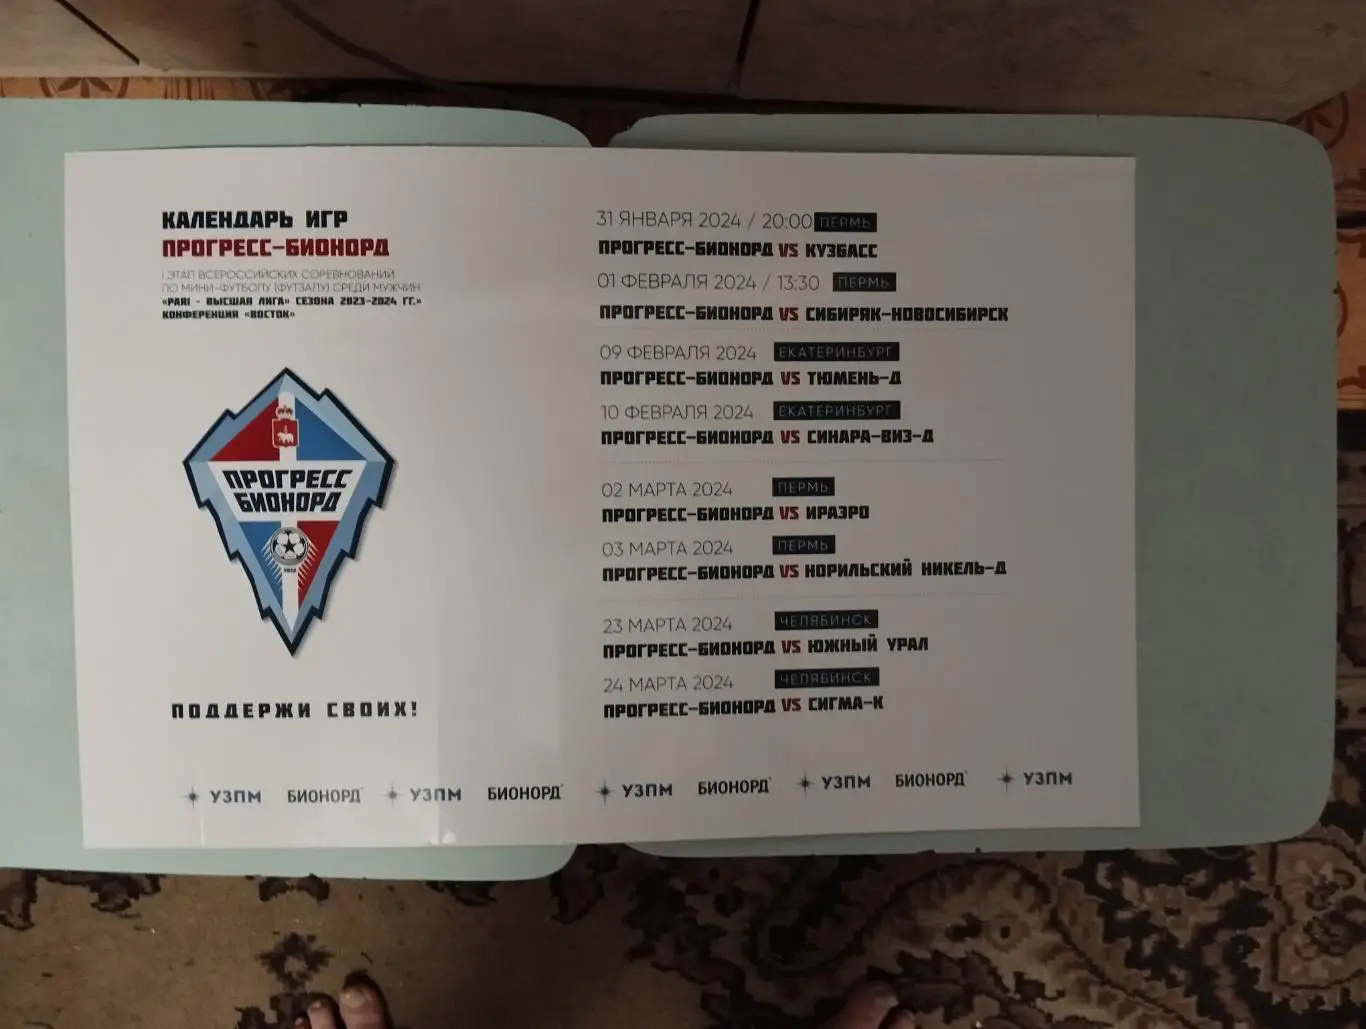 КАЛЕНДАРЬ ИГР
ПРОГРЕСС-БИОНОРД
I ЭТАП ВСЕРОССИЙСКИХ СОРЕВНОВАНИЙ
ПО МИНИ-ФУТБОЛУ (ФУТЗАЛУ) СРЕДИ МУЖЧИН
«PARI - ВЫСШАЯ ЛИГА» СЕЗОНА 2023-2024 ГГ.»
КОНФЕРЕНЦИЯ «ВОСТОК»
ПРОГРЕСС
БИОНОРД
2012
ПОДДЕРЖИ СВОИХ!
31 ЯНВАРЯ 2024 / 20:00 ПЕРМЬ
ПРОГРЕСС-БИОНОРД VS КУЗБАСС
01 ФЕВРАЛЯ 2024 / 13:30 ПЕРМЬ
ПРОГРЕСС-БИОНОРД VS СИБИРЯК-НОВОСИБИРСК
09 ФЕВРАЛЯ 2024 ЕКАТЕРИНБУРГ
ПРОГРЕСС-БИОНОРД VS ТЮМЕНЬ-Д
10 ФЕВРАЛЯ 2024 ЕКАТЕРИНБУРГ
ПРОГРЕСС-БИОНОРД VS СИНАРА-ВИЗ-Д
02 МАРТА 2024 ПЕРМЬ
ПРОГРЕСС-БИОНОРД VS ИРАЭРО
03 МАРТА 2024 ПЕРМЬ
ПРОГРЕСС-БИОНОРД VS НОРИЛЬСКИЙ НИКЕЛЬ-Д
23 МАРТА 2024 ЧЕЛЯБИНСК
ПРОГРЕСС-БИОНОРД VS ЮЖНЫЙ УРАЛ
24 МАРТА 2024 ЧЕЛЯБИНСК
ПРОГРЕСС-БИОНОРД VS СИГМА-К
УЗПМ БИОНОРД УЗПМ БИОНОРД УЗПМ БИОНОРД УЗПМ БИОНОРД УЗПМ